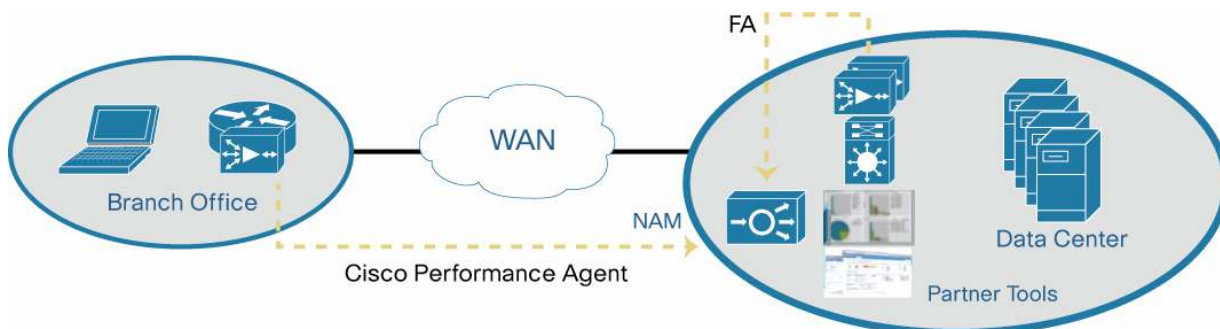 FA
WAN
Branch Office
NAM
Cisco Performance Agent
Data Center
Partner Tools